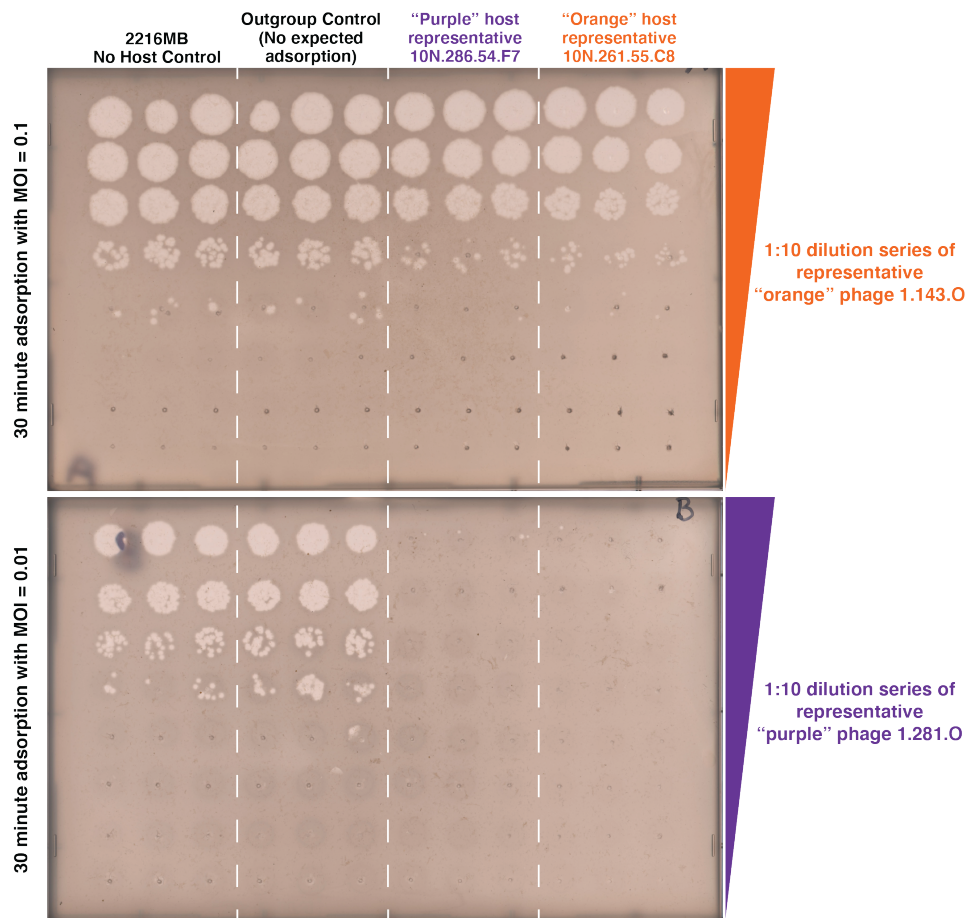 2216MB
No Host Control
Outgroup Control
(No expected
adsorption)
“Purple” host
representative
10N.286.54.F7
“Orange” host
representative
10N.261.55.C8
30 minute adsorption with MOI = 0.1
1:10 dilution series of
representative
“orange” phage 1.143.O
A
30 minute adsorption with MOI = 0.01
B
1:10 dilution series of
representative
“purple” phage 1.281.O